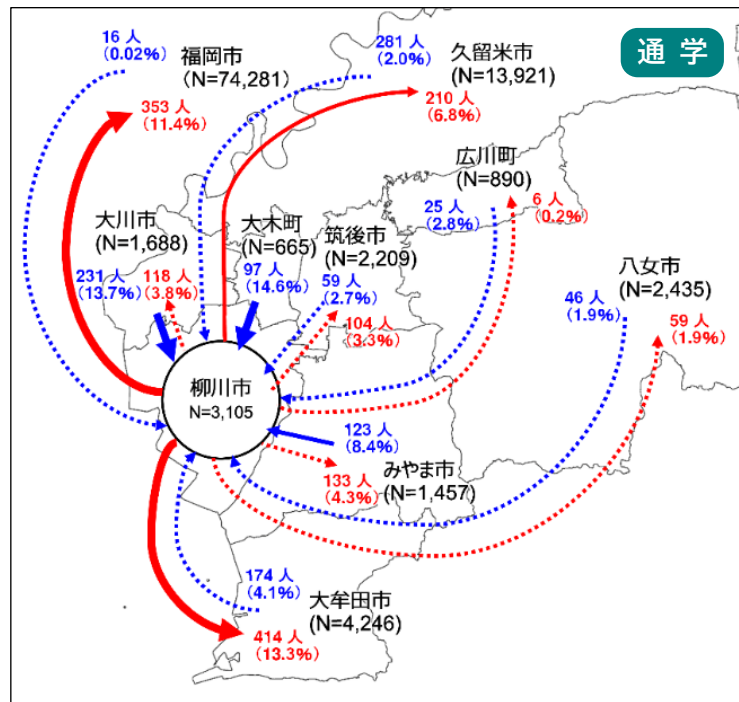 通 学
16 人
(0.02%)
福岡市
(N=74,281)
353 人
(11.4%)
281 人
(2.0%)
久留米市
(N=13,921)
210 人
(6.8%)
広川町
(N=890)
25 人
(2.8%)
6 人
(0.2%)
大川市
(N=1,688)
231 人
(13.7%)
118 人
(3.8%)
大木町
(N=665)
97 人
(14.6%)
筑後市
(N=2,209)
59 人
(2.7%)
104 人
(3.3%)
八女市
(N=2,435)
46 人
(1.9%)
59 人
(1.9%)
柳川市
N=3,105
123 人
(8.4%)
みやま市
(N=1,457)
133 人
(4.3%)
174 人
(4.1%)
大牟田市
(N=4,246)
414 人
(13.3%)